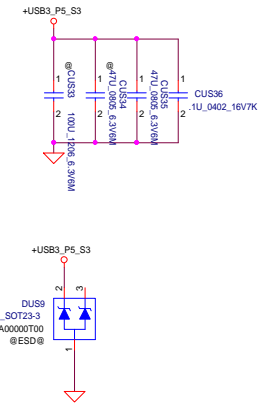 +USB3_P5_S3
@
CUS33
100U_1206_6.3V6M
1
2
@
CUS34
47U_0805_6.3V6M
1
2
CUS35
47U_0805_6.3V6M
1
2
CUS36
.1U_0402_16V7K
1
2
+USB3_P5_S3
2
3
DUS9
_SOT23-3
A00000T00
@ESD@
1